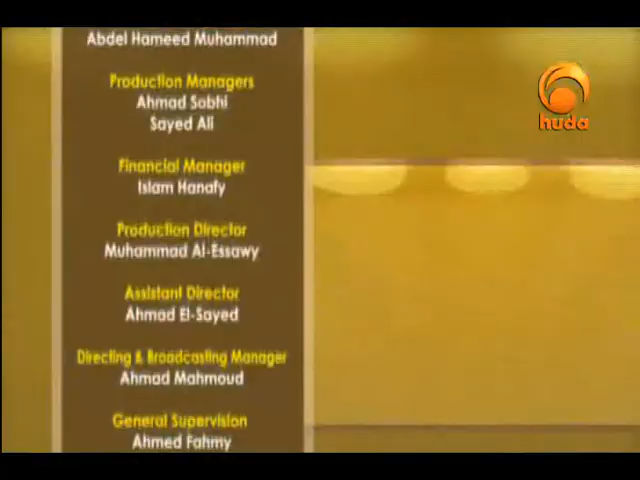 Abdel Hameed Muhammad
Production Managers
Ahmad Sobhi
Sayed Ali
Financial Manager
Islam Hanafy
Production Director
Muhammad Al-Essawy
Assistant Director
Ahmad El-Sayed
Directing & Broadcasting Manager
Ahmad Mahmoud
General Supervision
Ahmed Fahmy
huda